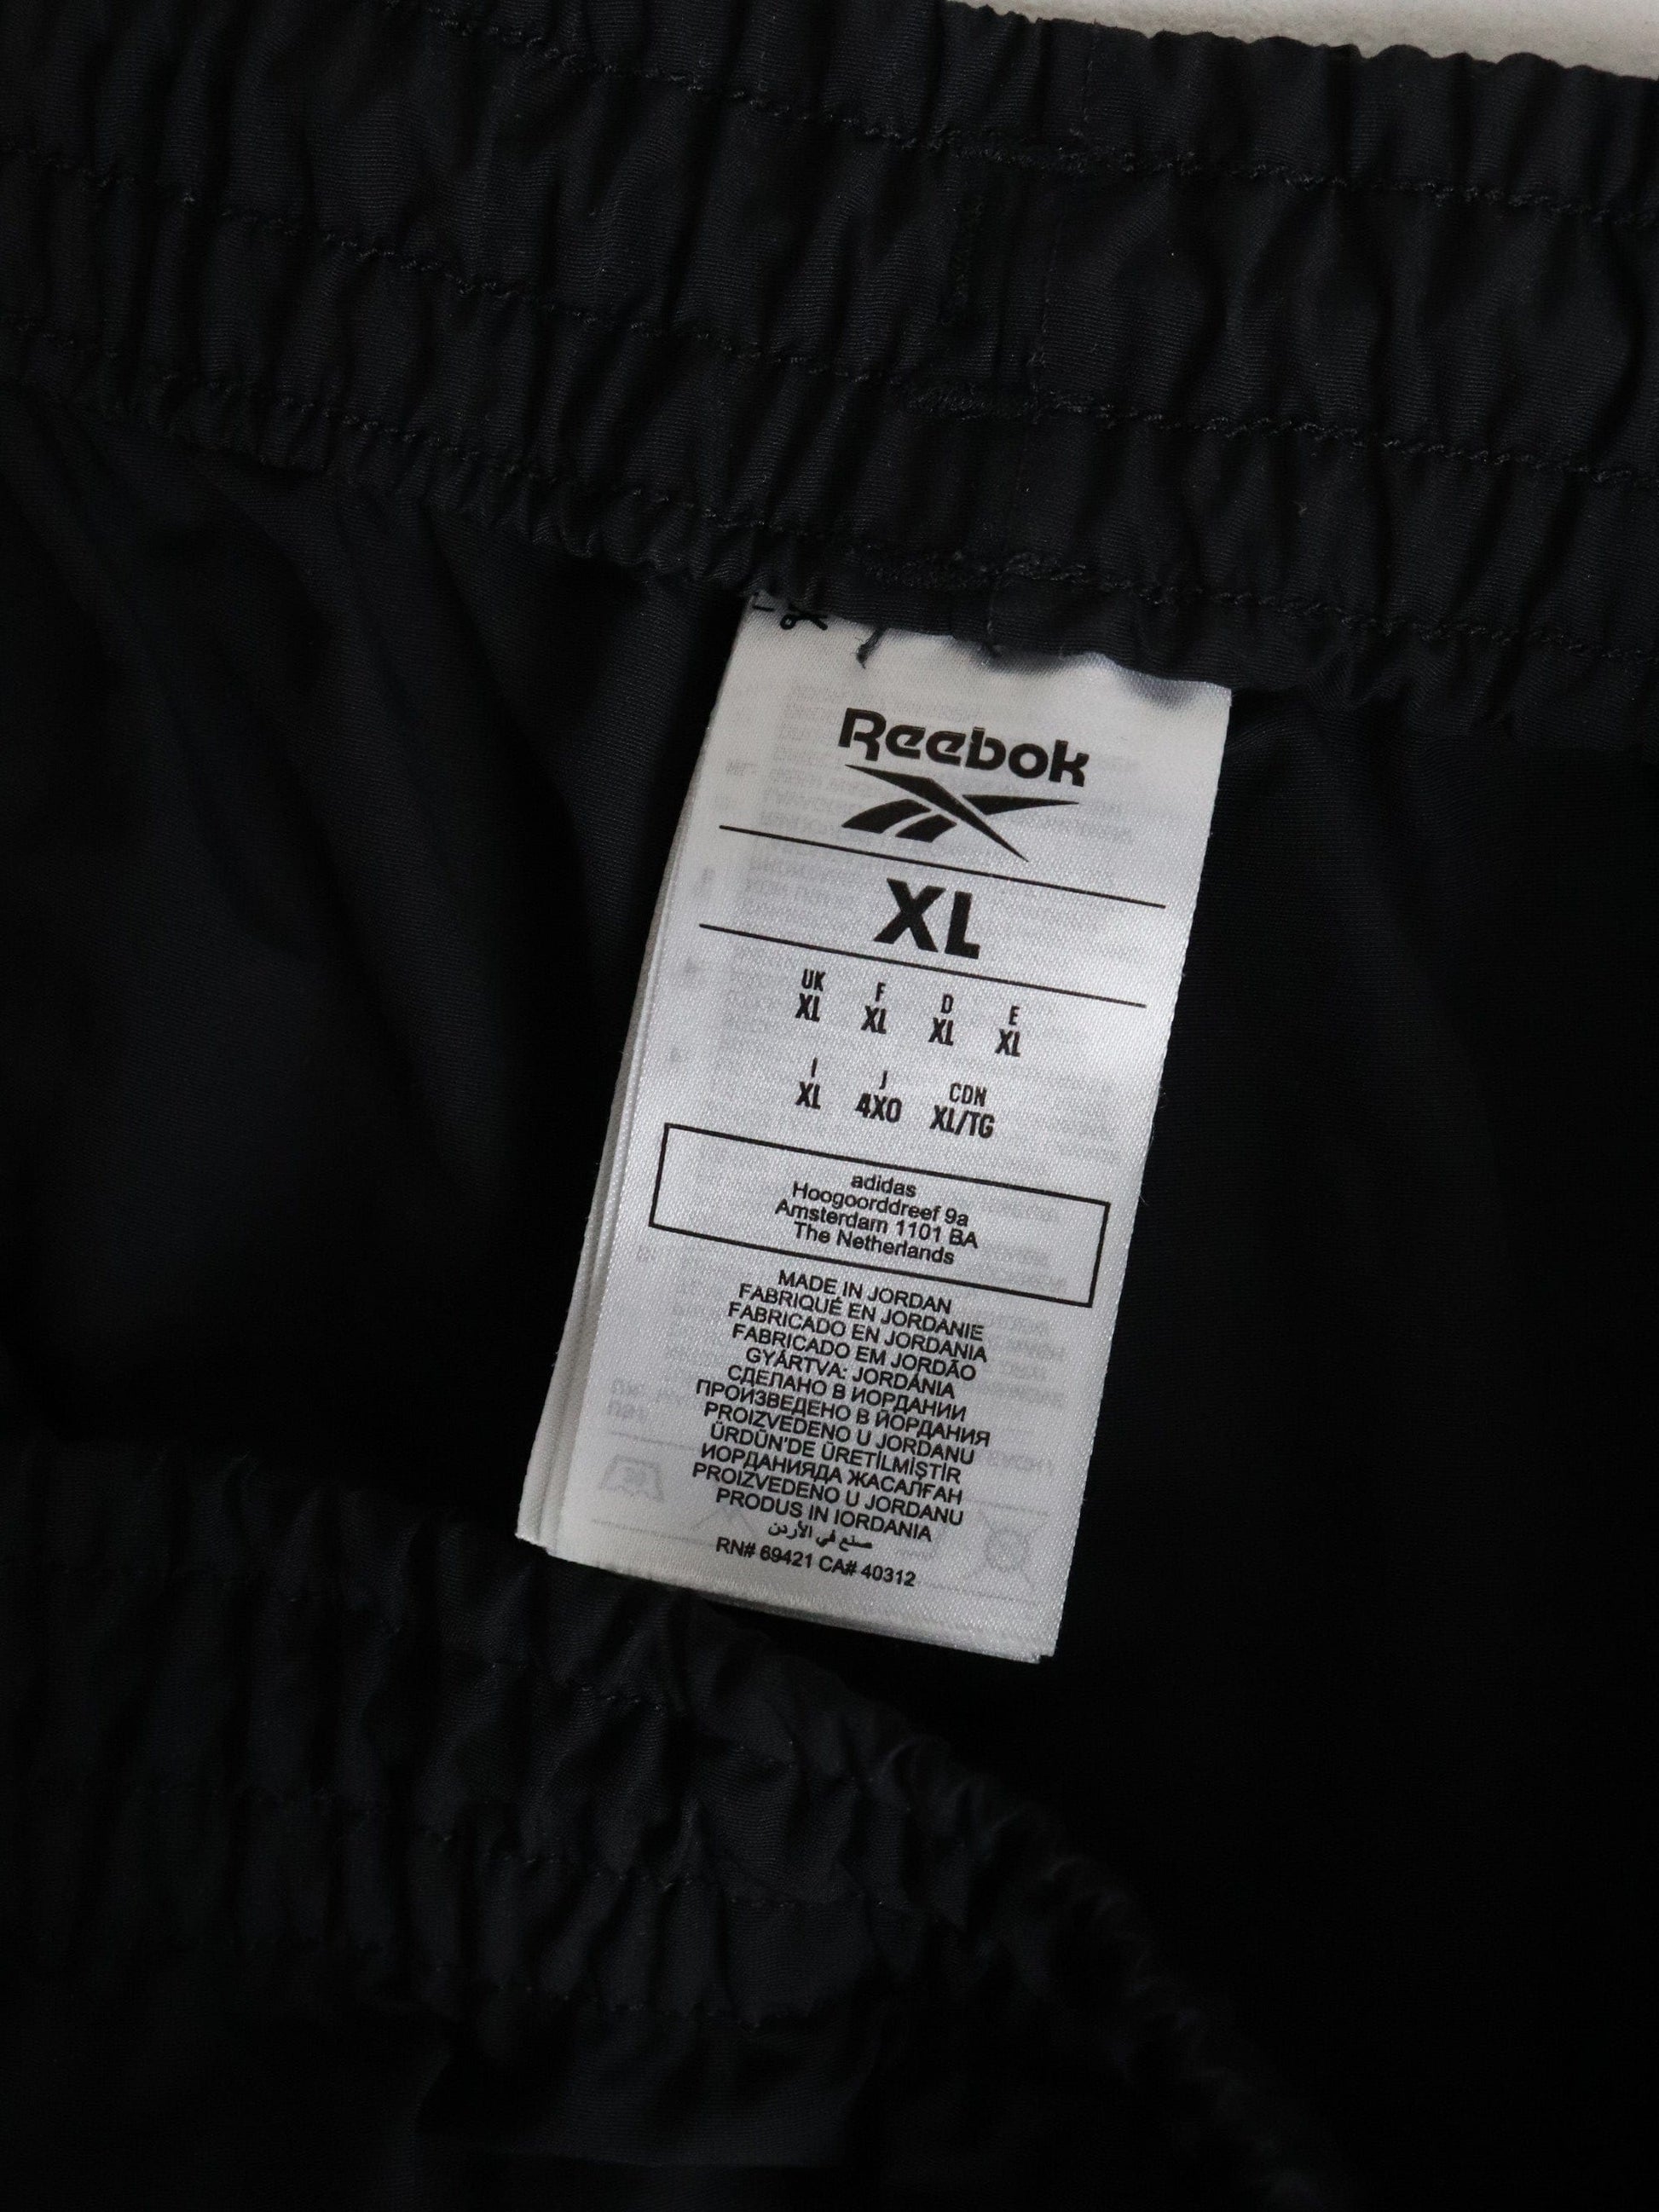 Reebok
XL
UK F D E
XL XL XL XL
I J CDN
XL 4XO XL/TG
adidas
Hoogoorddreef 9a
Amsterdam 1101 BA
The Netherlands
MADE IN JORDAN
FABRIQUÉ EN JORDANIE
FABRICADO EN JORDANIA
FABRICADO EM JORDÃO
GYÁRTVA: JORDÁNIA
СДЕЛАНО В ИОРДАНИИ
ПРОИЗВЕДЕНО В ЙОРДАНИЯ
PROIZVEDENO U JORDANU
ÜRDÜN'DE ÜRETİLMİŞTİR
ИОРДАНИЯДА ЖАСАЛҒАН
PROIZVEDENO U JORDANU
PRODUS IN IORDANIA
صنع في الأردن
RN# 69421 CA# 40312